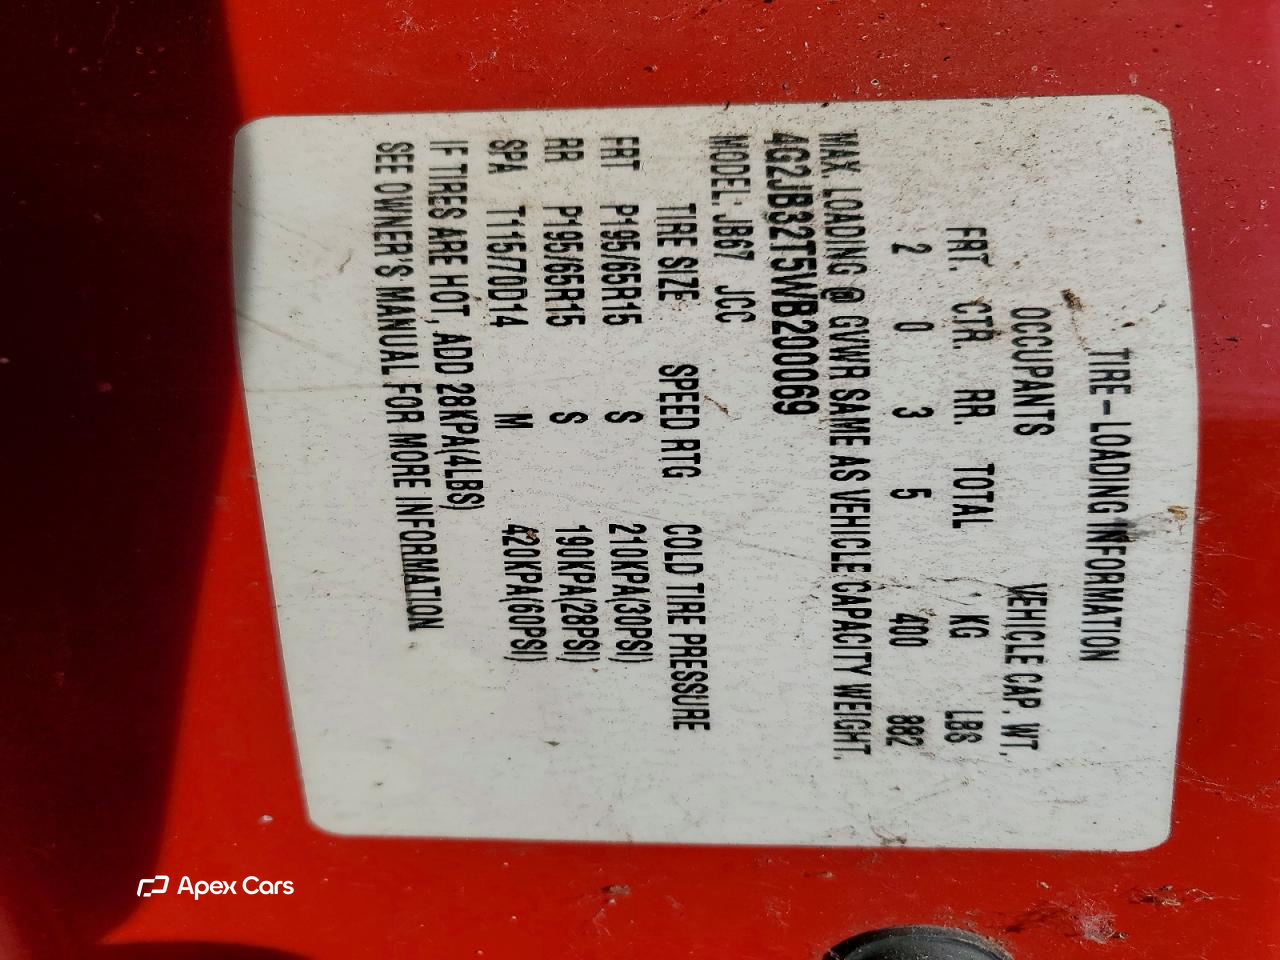 TIRE-LOADING INFORMATION
OCCUPANTS VEHICLE CAP. WT.
FRT. CTR. RR. TOTAL KG LBS
2 0 3 5 400 882
MAX. LOADING @ GVWR SAME AS VEHICLE CAPACITY WEIGHT.
4G2JB32T5WB200069
MODEL: JB67 JCC
TIRE SIZE SPEED RTG COLD TIRE PRESSURE
FRT P195/65R15 S 210KPA(30PSI)
RR P195/65R15 S 190KPA(28PSI)
SPA T115/70D14 M 420KPA(60PSI)
IF TIRES ARE HOT, ADD 28KPA(4LBS)
SEE OWNER'S MANUAL FOR MORE INFORMATION
Apex Cars